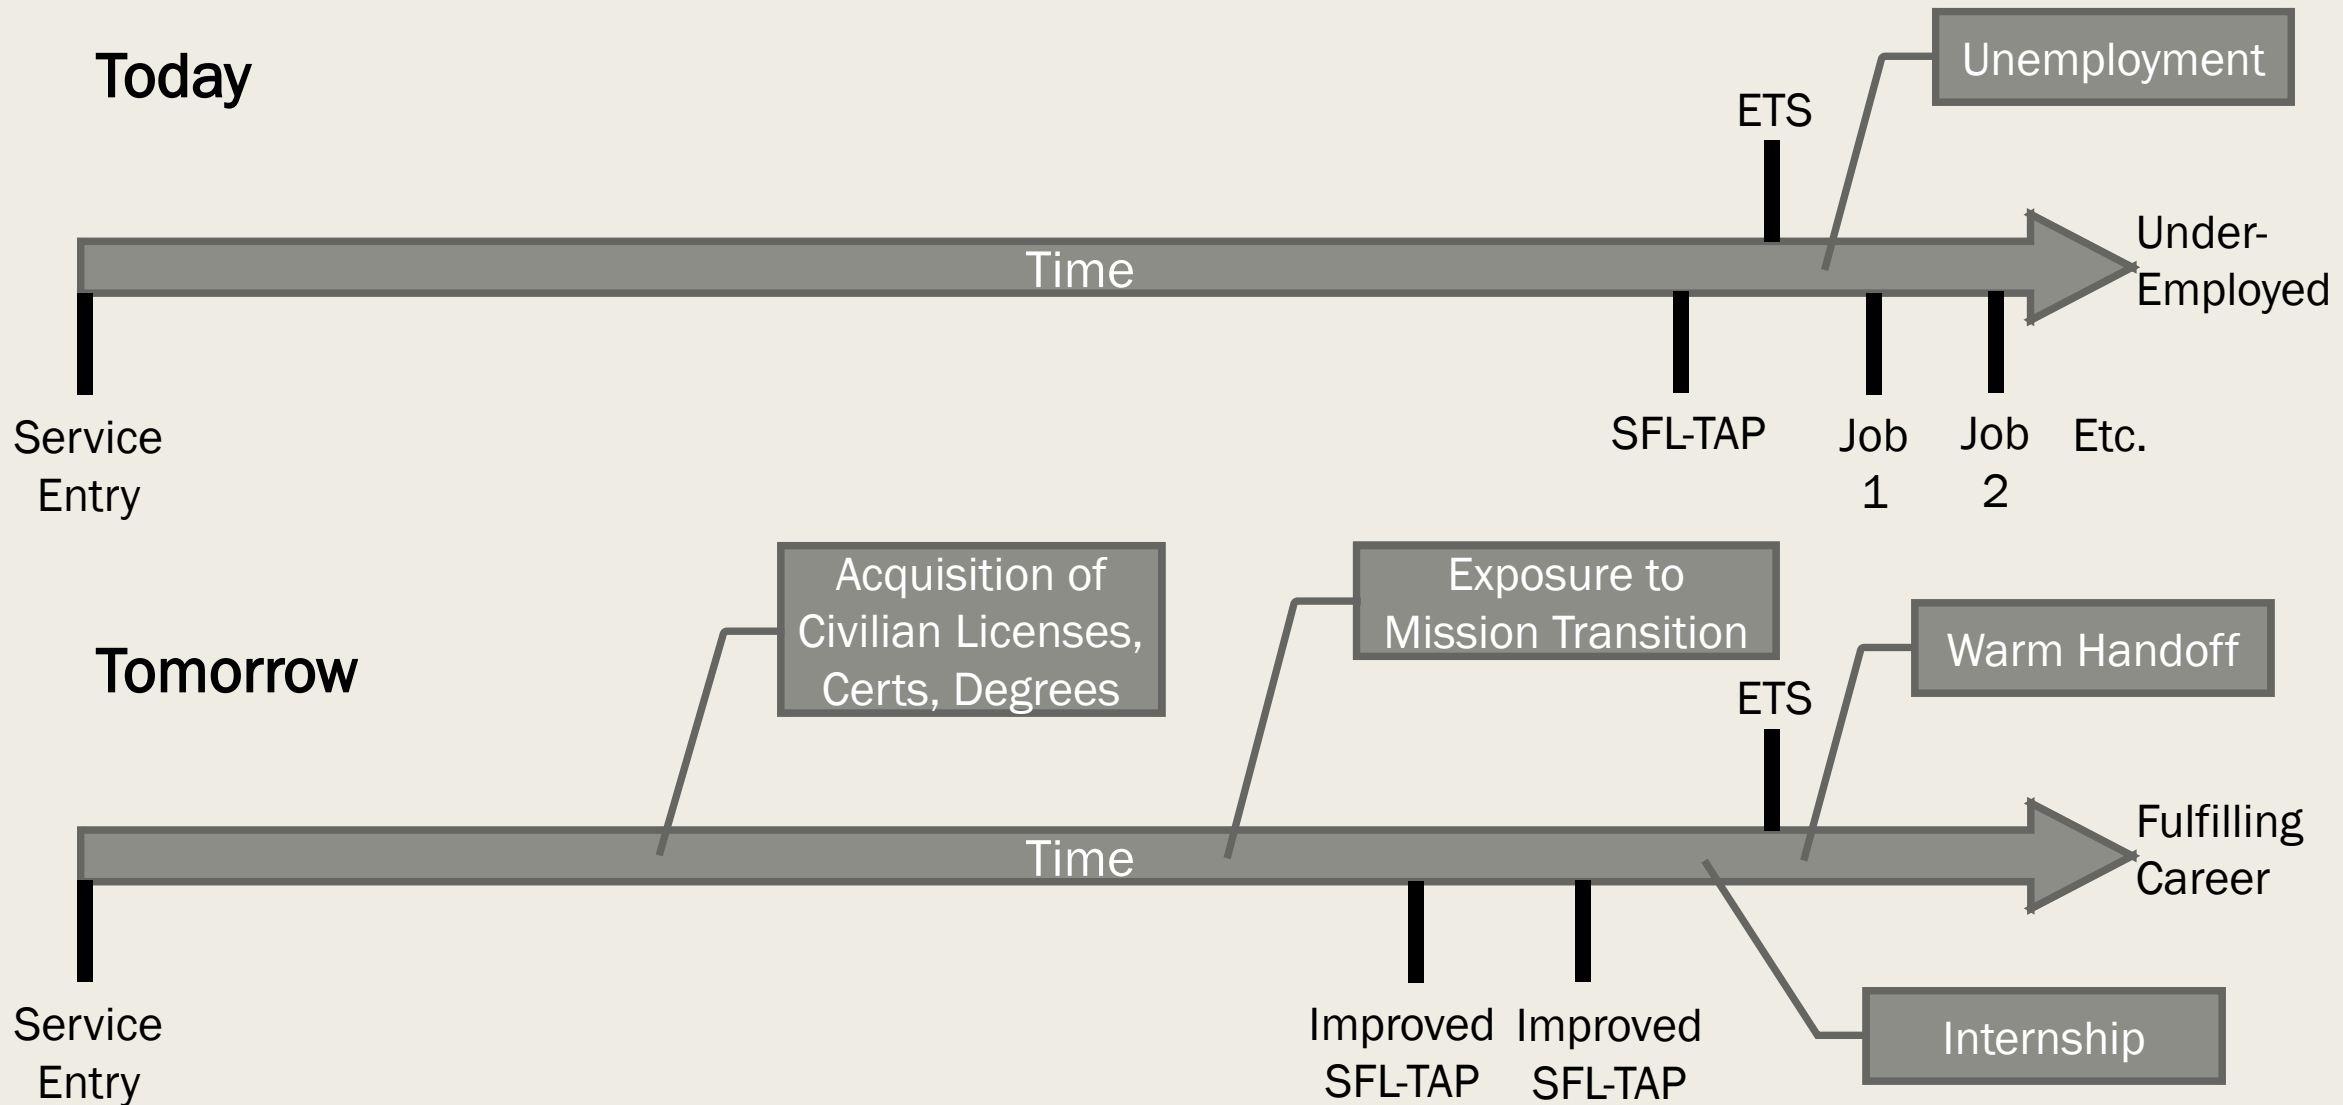 Today
Unemployment
ETS
Time
Under-
Employed
Service
Entry
SFL-TAP
Job
1
Job
2
Etc.
Tomorrow
Acquisition of
Civilian Licenses,
Certs, Degrees
Exposure to
Mission Transition
ETS
Warm Handoff
Time
Fulfilling
Career
Service
Entry
Improved
SFL-TAP
Improved
SFL-TAP
Internship